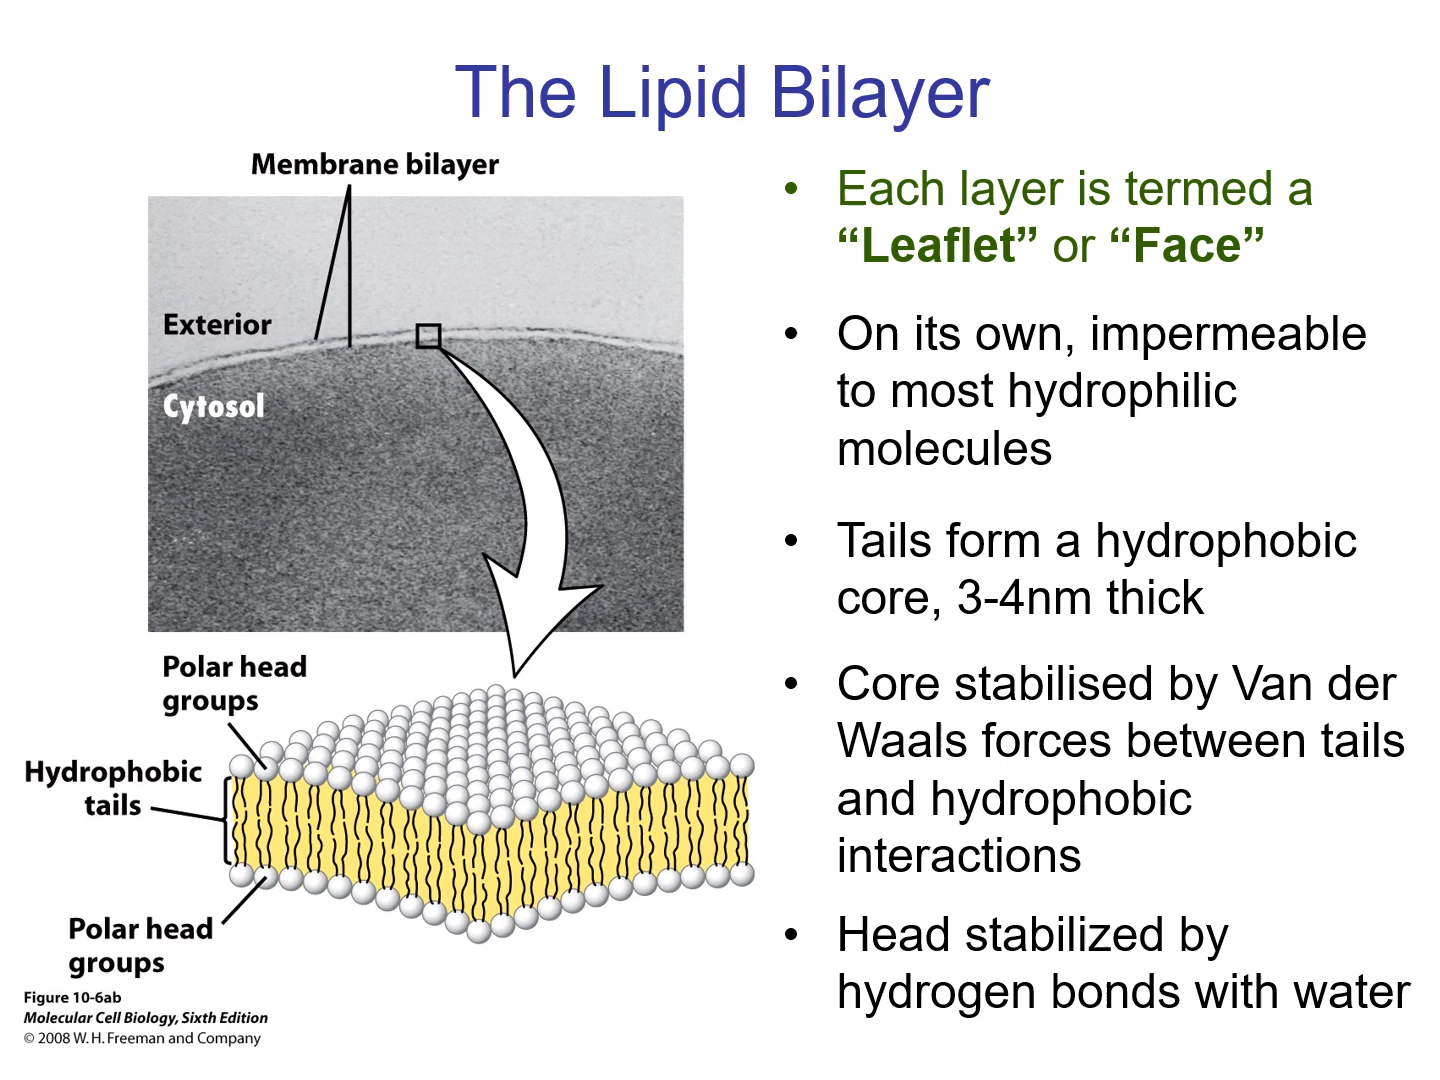 The Lipid Bilayer
Membrane bilayer
Exterior
Cytosol
Polar head
groups
Hydrophobic
tails
Polar head
groups
Figure 10-6ab
Molecular Cell Biology, Sixth Edition
© 2008 W. H. Freeman and Company
• Each layer is termed a
“Leaflet” or “Face”
• On its own, impermeable
to most hydrophilic
molecules
• Tails form a hydrophobic
core, 3-4nm thick
• Core stabilised by Van der
Waals forces between tails
and hydrophobic
interactions
• Head stabilized by
hydrogen bonds with water